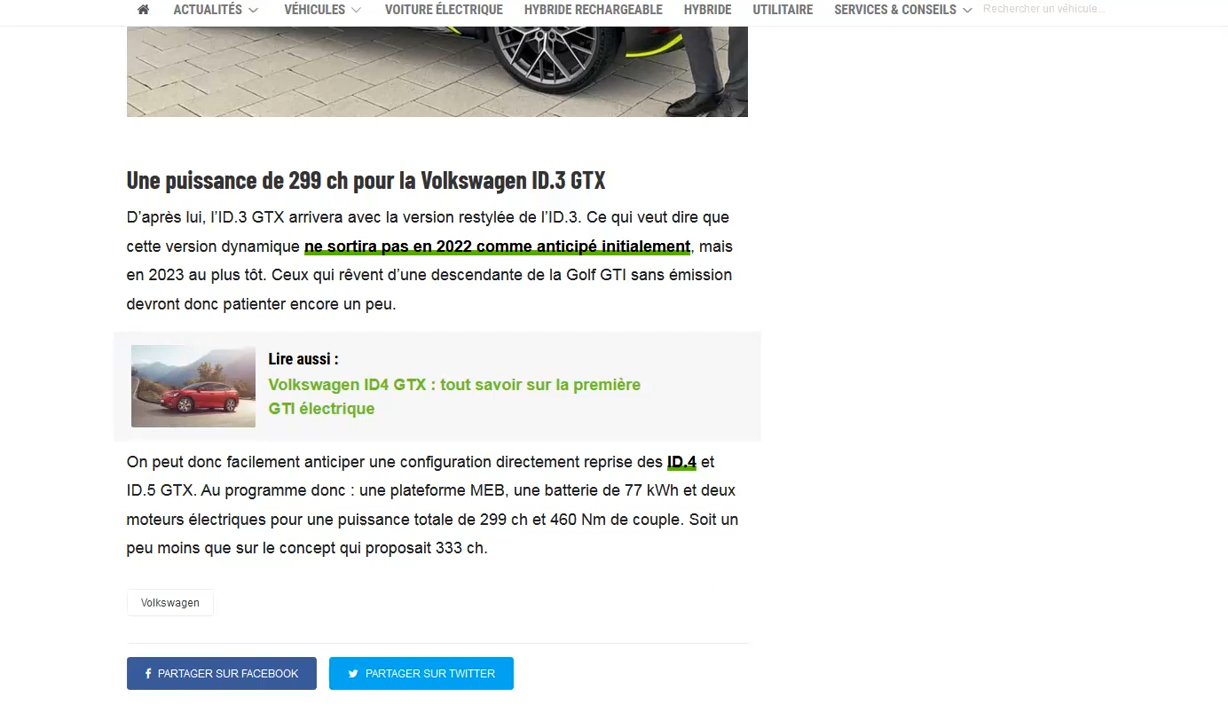 ACTUALITÉS VÉHICULES VOITURE ÉLECTRIQUE HYBRIDE RECHARGEABLE HYBRIDE UTILITAIRE SERVICES & CONSEILS Rechercher un véhicule...
Une puissance de 299 ch pour la Volkswagen ID.3 GTX
D’après lui, l’ID.3 GTX arrivera avec la version restylée de l’ID.3. Ce qui veut dire que
cette version dynamique ne sortira pas en 2022 comme anticipé initialement, mais
en 2023 au plus tôt. Ceux qui rêvent d’une descendante de la Golf GTI sans émission
devront donc patienter encore un peu.
Lire aussi :
Volkswagen ID4 GTX : tout savoir sur la première
GTI électrique
On peut donc facilement anticiper une configuration directement reprise des ID.4 et
ID.5 GTX. Au programme donc : une plateforme MEB, une batterie de 77 kWh et deux
moteurs électriques pour une puissance totale de 299 ch et 460 Nm de couple. Soit un
peu moins que sur le concept qui proposait 333 ch.
Volkswagen
PARTAGER SUR FACEBOOK PARTAGER SUR TWITTER